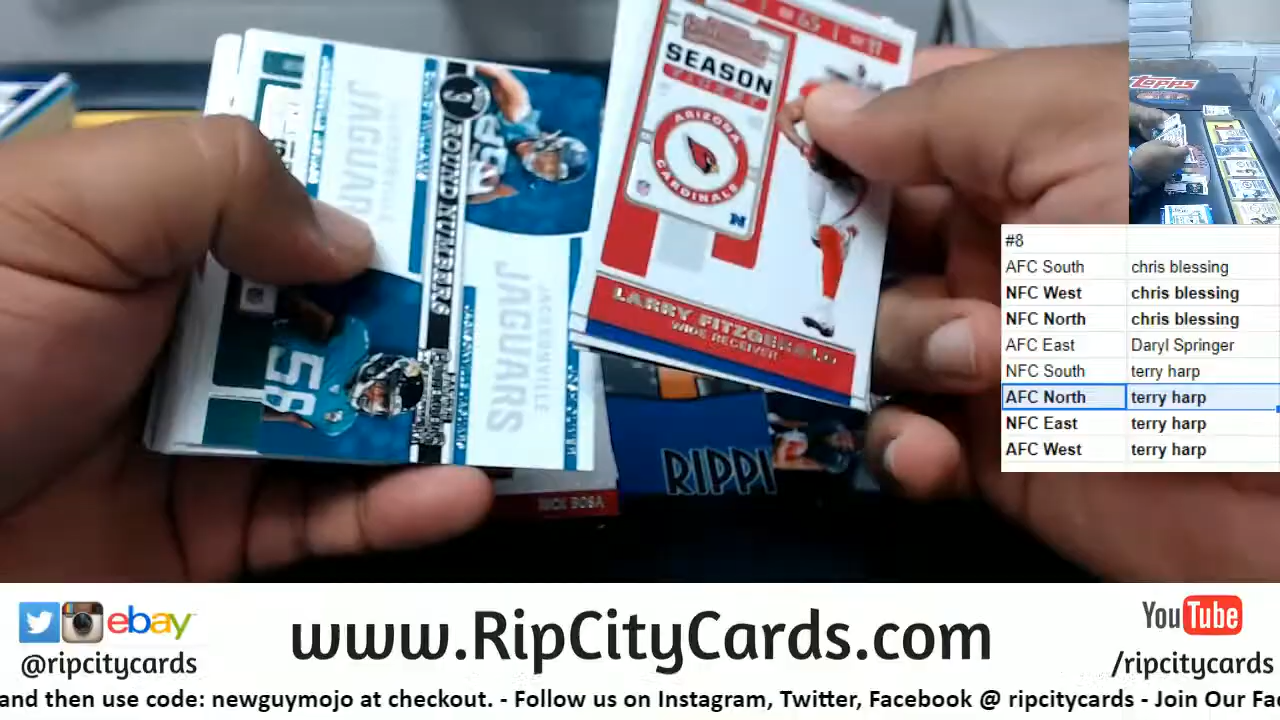 SEASON
ARIZONA
CARDINALS
N
LARRY FITZGERALD
WIDE RECEIVER
ROUND NUMBERS
JAGUARS
JACKSONVILLE
JAGUARS
58
NICK BOSA
RIPPI
Topps
#8
AFC South chris blessing
NFC West chris blessing
NFC North chris blessing
AFC East Daryl Springer
NFC South terry harp
AFC North terry harp
NFC East terry harp
AFC West terry harp
ebay
@ripcitycards
www.RipCityCards.com
YouTube
/ripcitycards
and then use code: newguymojo at checkout. - Follow us on Instagram, Twitter, Facebook @ ripcitycards - Join Our Fa